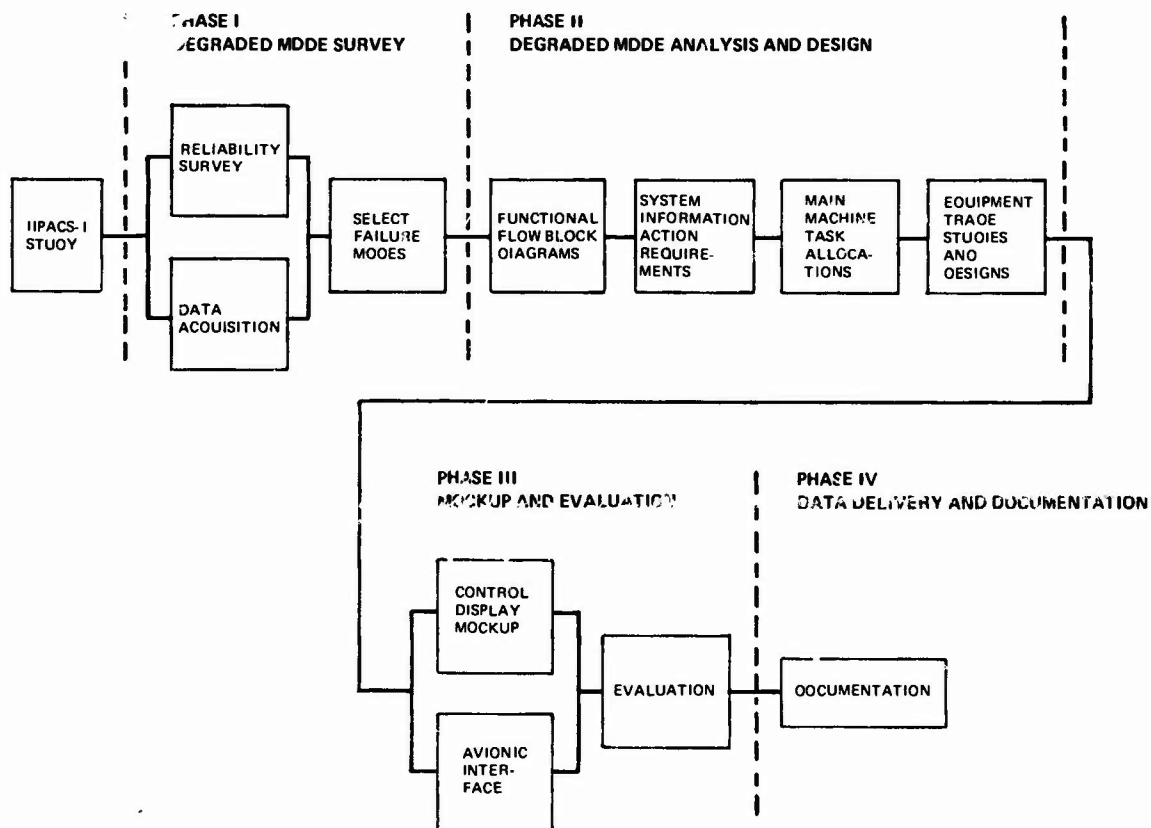 PHASE I
DEGRADED MDDE SURVEY
PHASE II
DEGRADED MDDE ANALYSIS AND DESIGN
IIPACS-I
STUDY
RELIABILITY
SURVEY
DATA
ACQUISITION
SELECT
FAILURE
MODES
FUNCTIONAL
FLOW BLOCK
DIAGRAMS
SYSTEM
INFORMATION
ACTION
REQUIRE-
MENTS
MAIN
MACHINE
TASK
ALLOCA-
TIONS
EQUIPMENT
TRADE
STUDIES
AND
DESIGNS
PHASE III
MOCKUP AND EVALUATION
PHASE IV
DATA DELIVERY AND DOCUMENTATION
CONTROL
DISPLAY
MOCKUP
AVIONIC
INTER-
FACE
EVALUATION
DOCUMENTATION